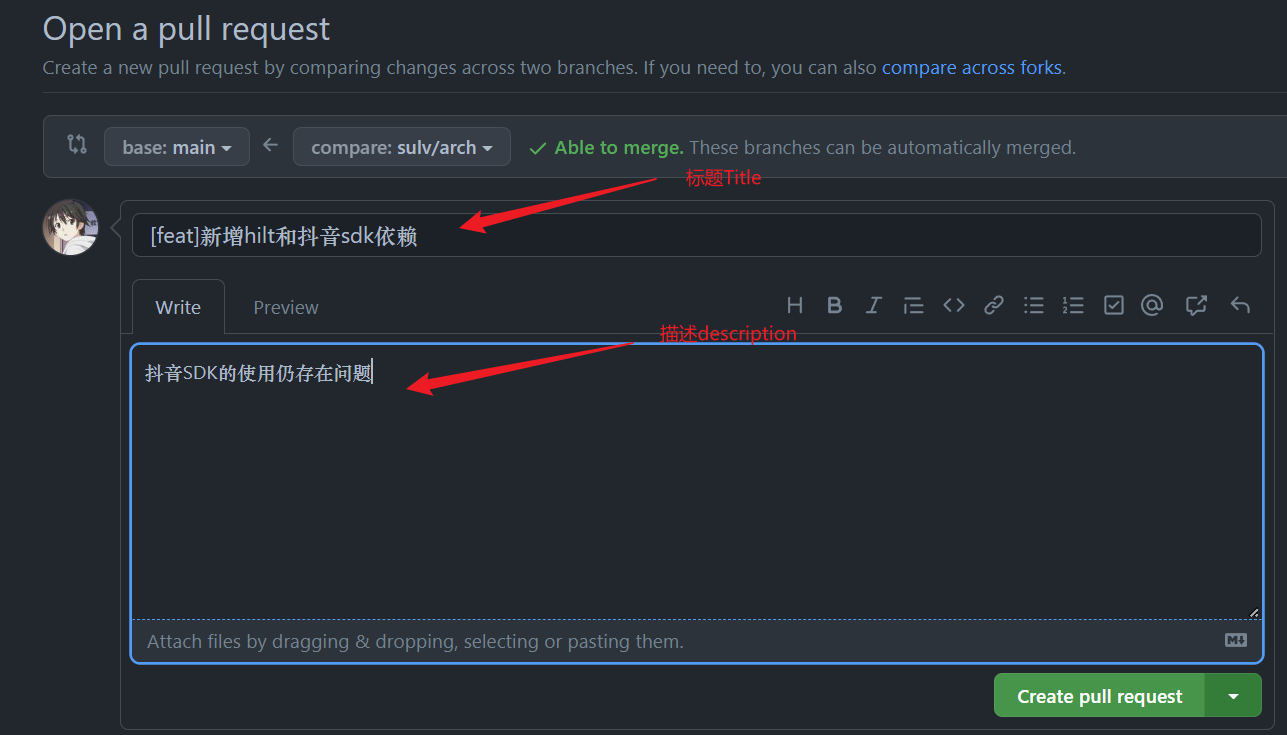 Open a pull request
Create a new pull request by comparing changes across two branches. If you need to, you can also compare across forks.
base: main
compare: sulv/arch
Able to merge. These branches can be automatically merged.
标题Title
[feat]新增hilt和抖音sdk依赖
Write
Preview
描述description
抖音SDK的使用仍存在问题
Attach files by dragging & dropping, selecting or pasting them.
Create pull request